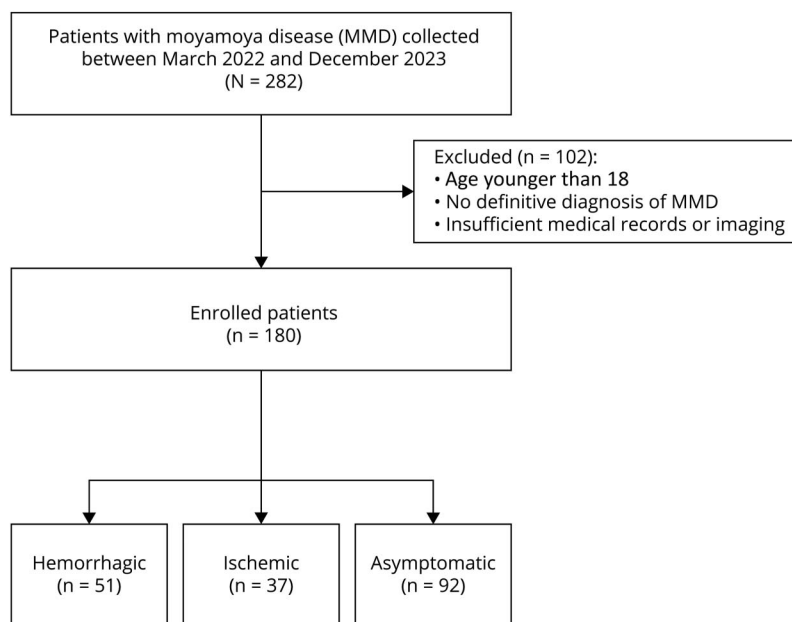 Patients with moyamoya disease (MMD) collected
between March 2022 and December 2023
(N = 282)
Excluded (n = 102):
• Age younger than 18
• No definitive diagnosis of MMD
• Insufficient medical records or imaging
Enrolled patients
(n = 180)
Hemorrhagic
(n = 51)
Ischemic
(n = 37)
Asymptomatic
(n = 92)